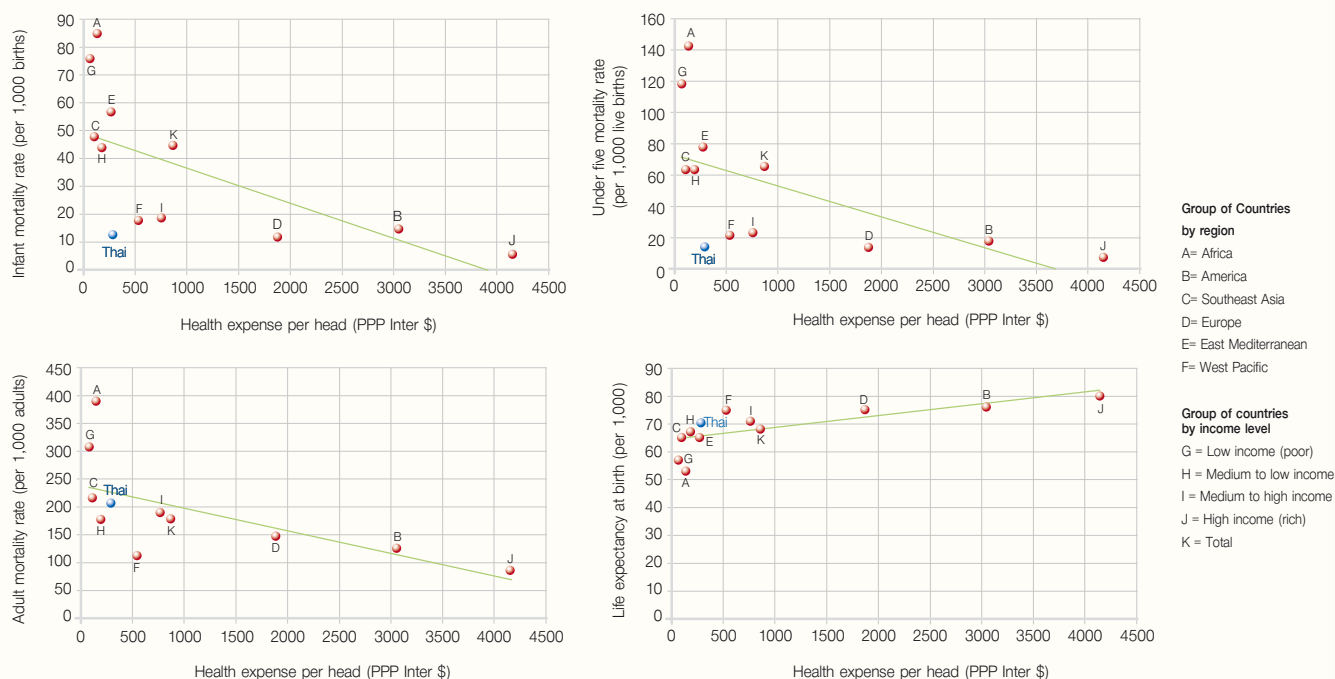 Infant mortality rate (per 1,000 births)
90
80
70
60
50
40
30
20
10
0
A
G
E
C
H
K
F
I
Thai
D
B
J
0
500
1000
1500
2000
2500
3000
3500
4000
4500
Health expense per head (PPP Inter $)
Under five mortality rate
(per 1,000 live births)
160
140
120
100
80
60
40
20
0
A
G
E
C
H
K
F
I
Thai
D
B
J
0
500
1000
1500
2000
2500
3000
3500
4000
4500
Health expense per head (PPP Inter $)
Adult mortality rate (per 1,000 adults)
450
400
350
300
250
200
150
100
50
0
A
G
C
Thai
H
I
K
F
D
B
J
0
500
1000
1500
2000
2500
3000
3500
4000
4500
Health expense per head (PPP Inter $)
Life expectancy at birth (per 1,000)
90
80
70
60
50
40
30
20
10
0
F
H
Thai
C
E
I
K
G
A
D
B
J
0
500
1000
1500
2000
2500
3000
3500
4000
4500
Health expense per head (PPP Inter $)
Group of Countries
by region
A= Africa
B= America
C= Southeast Asia
D= Europe
E= East Mediterranean
F= West Pacific
Group of countries
by income level
G = Low income (poor)
H = Medium to low income
I = Medium to high income
J = High income (rich)
K = Total